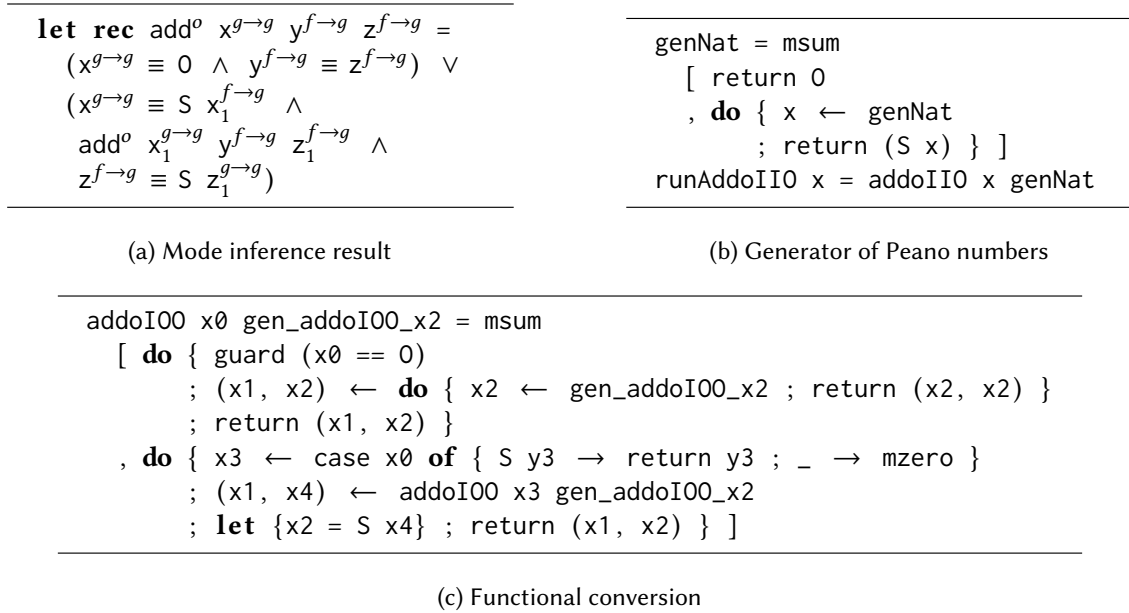 let rec addᵒ x^{g→g} y^{f→g} z^{f→g} =
(x^{g→g} ≡ O ∧ y^{f→g} ≡ z^{f→g}) ∨
(x^{g→g} ≡ S x₁^{f→g} ∧
addᵒ x₁^{g→g} y^{f→g} z₁^{f→g} ∧
z^{f→g} ≡ S z₁^{g→g})
(a) Mode inference result
genNat = msum
[ return O
, do { x ← genNat
; return (S x) } ]
runAddoIIO x = addoIIO x genNat
(b) Generator of Peano numbers
addoIOO x0 gen_addoIOO_x2 = msum
[ do { guard (x0 == O)
; (x1, x2) ← do { x2 ← gen_addoIOO_x2 ; return (x2, x2) }
; return (x1, x2) }
, do { x3 ← case x0 of { S y3 → return y3 ; _ → mzero }
; (x1, x4) ← addoIOO x3 gen_addoIOO_x2
; let {x2 = S x4} ; return (x1, x2) } ]
(c) Functional conversion